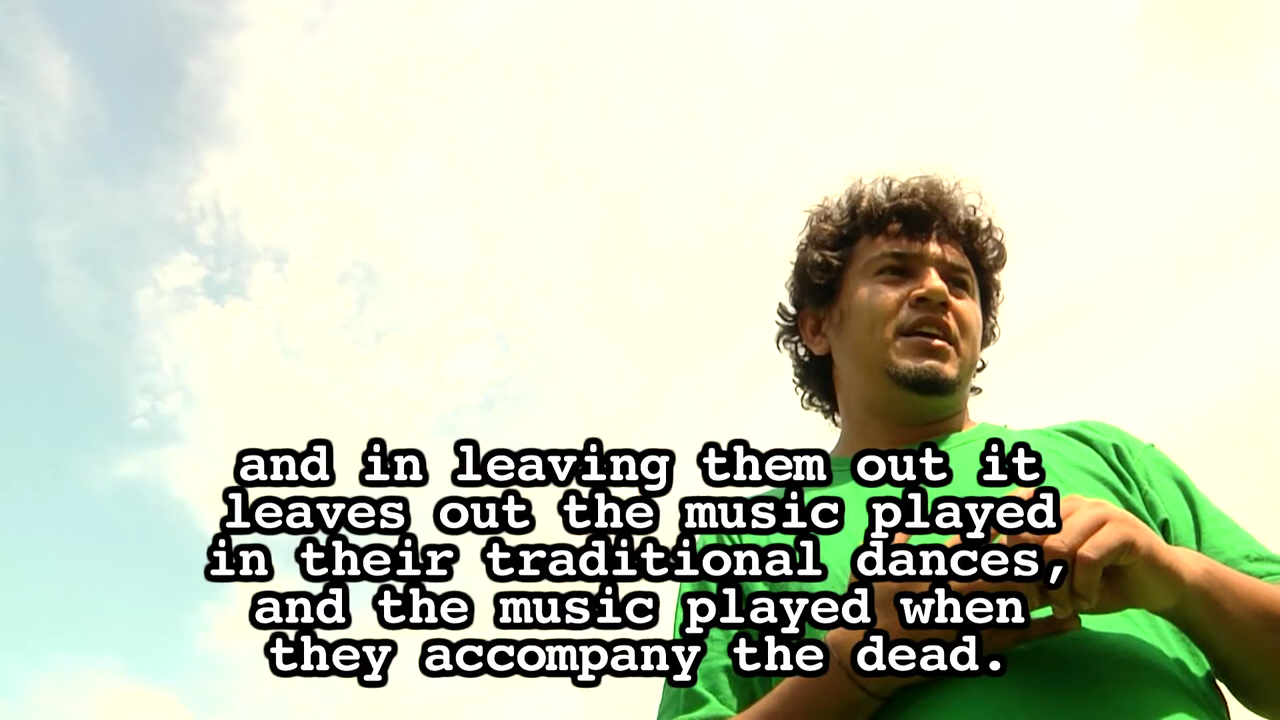 and in leaving them out it
leaves out the music played
in their traditional dances,
and the music played when
they accompany the dead.